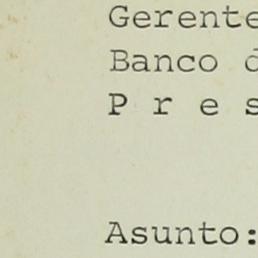 Gerente
Banco d
P r e s
Asunto: